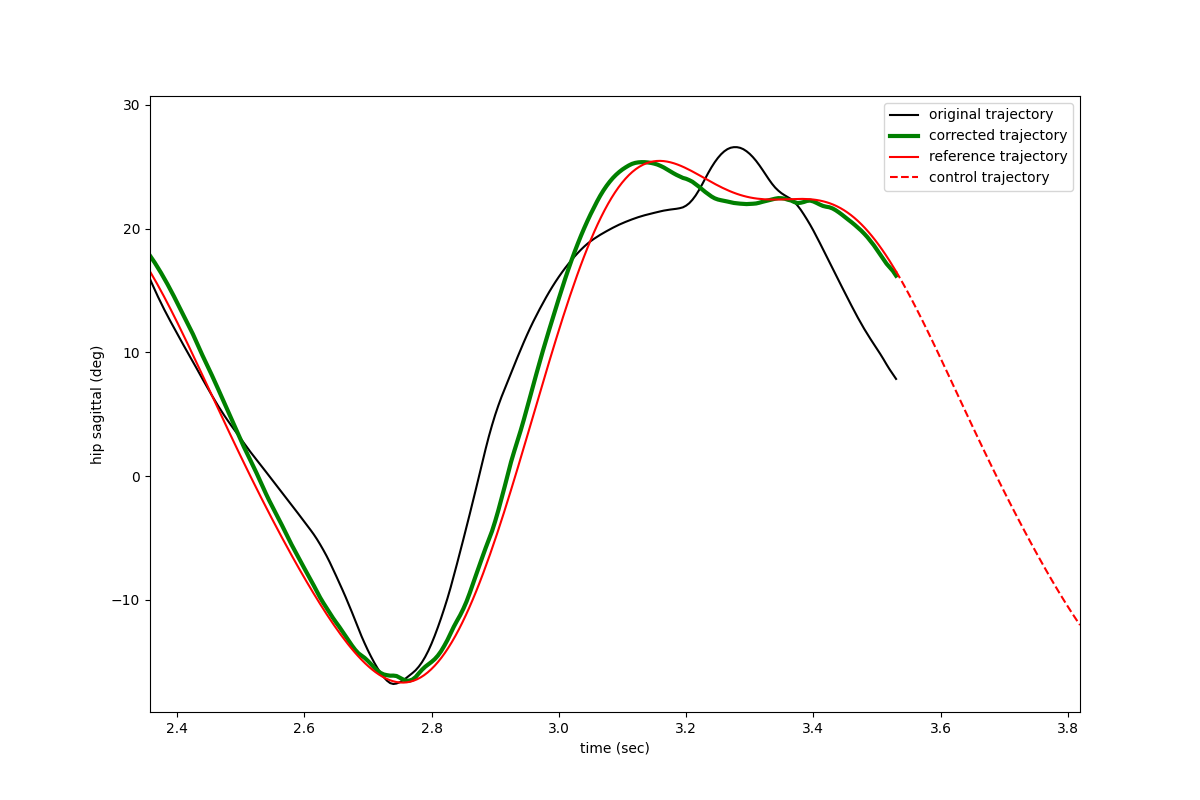 original trajectory
corrected trajectory
reference trajectory
control trajectory
30
20
10
0
−10
hip sagittal (deg)
2.4 2.6 2.8 3.0 3.2 3.4 3.6 3.8
time (sec)